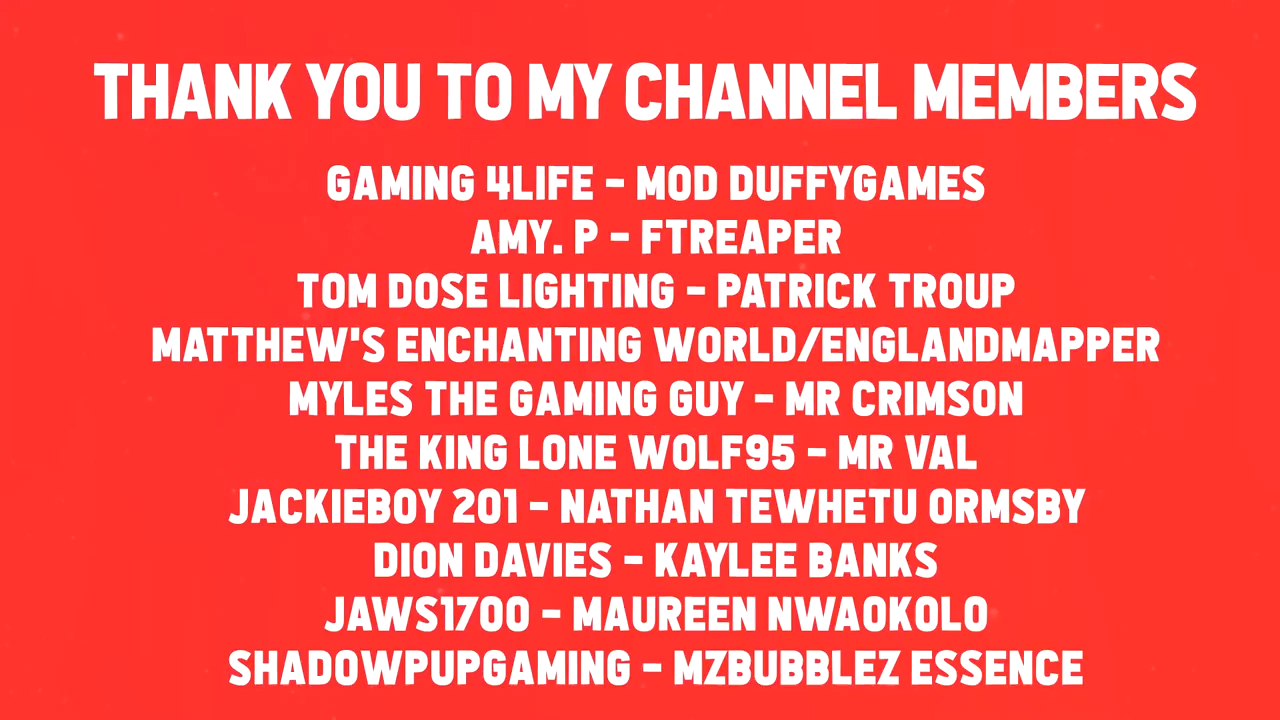 THANK YOU TO MY CHANNEL MEMBERS
GAMING 4LIFE - MOD DUFFYGAMES
AMY. P - FTREAPER
TOM DOSE LIGHTING - PATRICK TROUP
MATTHEW'S ENCHANTING WORLD/ENGLANDMAPPER
MYLES THE GAMING GUY - MR CRIMSON
THE KING LONE WOLF95 - MR VAL
JACKIEBOY 201 - NATHAN TEWHETU ORMSBY
DION DAVIES - KAYLEE BANKS
JAWS1700 - MAUREEN NWAOKOLO
SHADOWPUPGAMING - MZBUBBLEZ ESSENCE